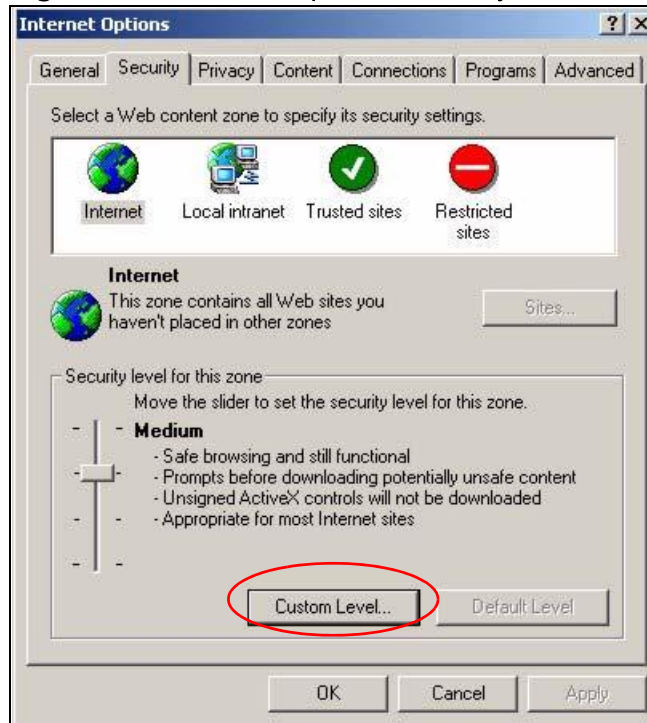 Internet Options
General Security Privacy Content Connections Programs Advanced
Select a Web content zone to specify its security settings.
Internet Local intranet Trusted sites Restricted
sites
Internet
This zone contains all Web sites you
haven't placed in other zones
Sites...
Security level for this zone
Move the slider to set the security level for this zone.
Medium
- Safe browsing and still functional
- Prompts before downloading potentially unsafe content
- Unsigned ActiveX controls will not be downloaded
- Appropriate for most Internet sites
Custom Level... Default Level
OK Cancel Apply